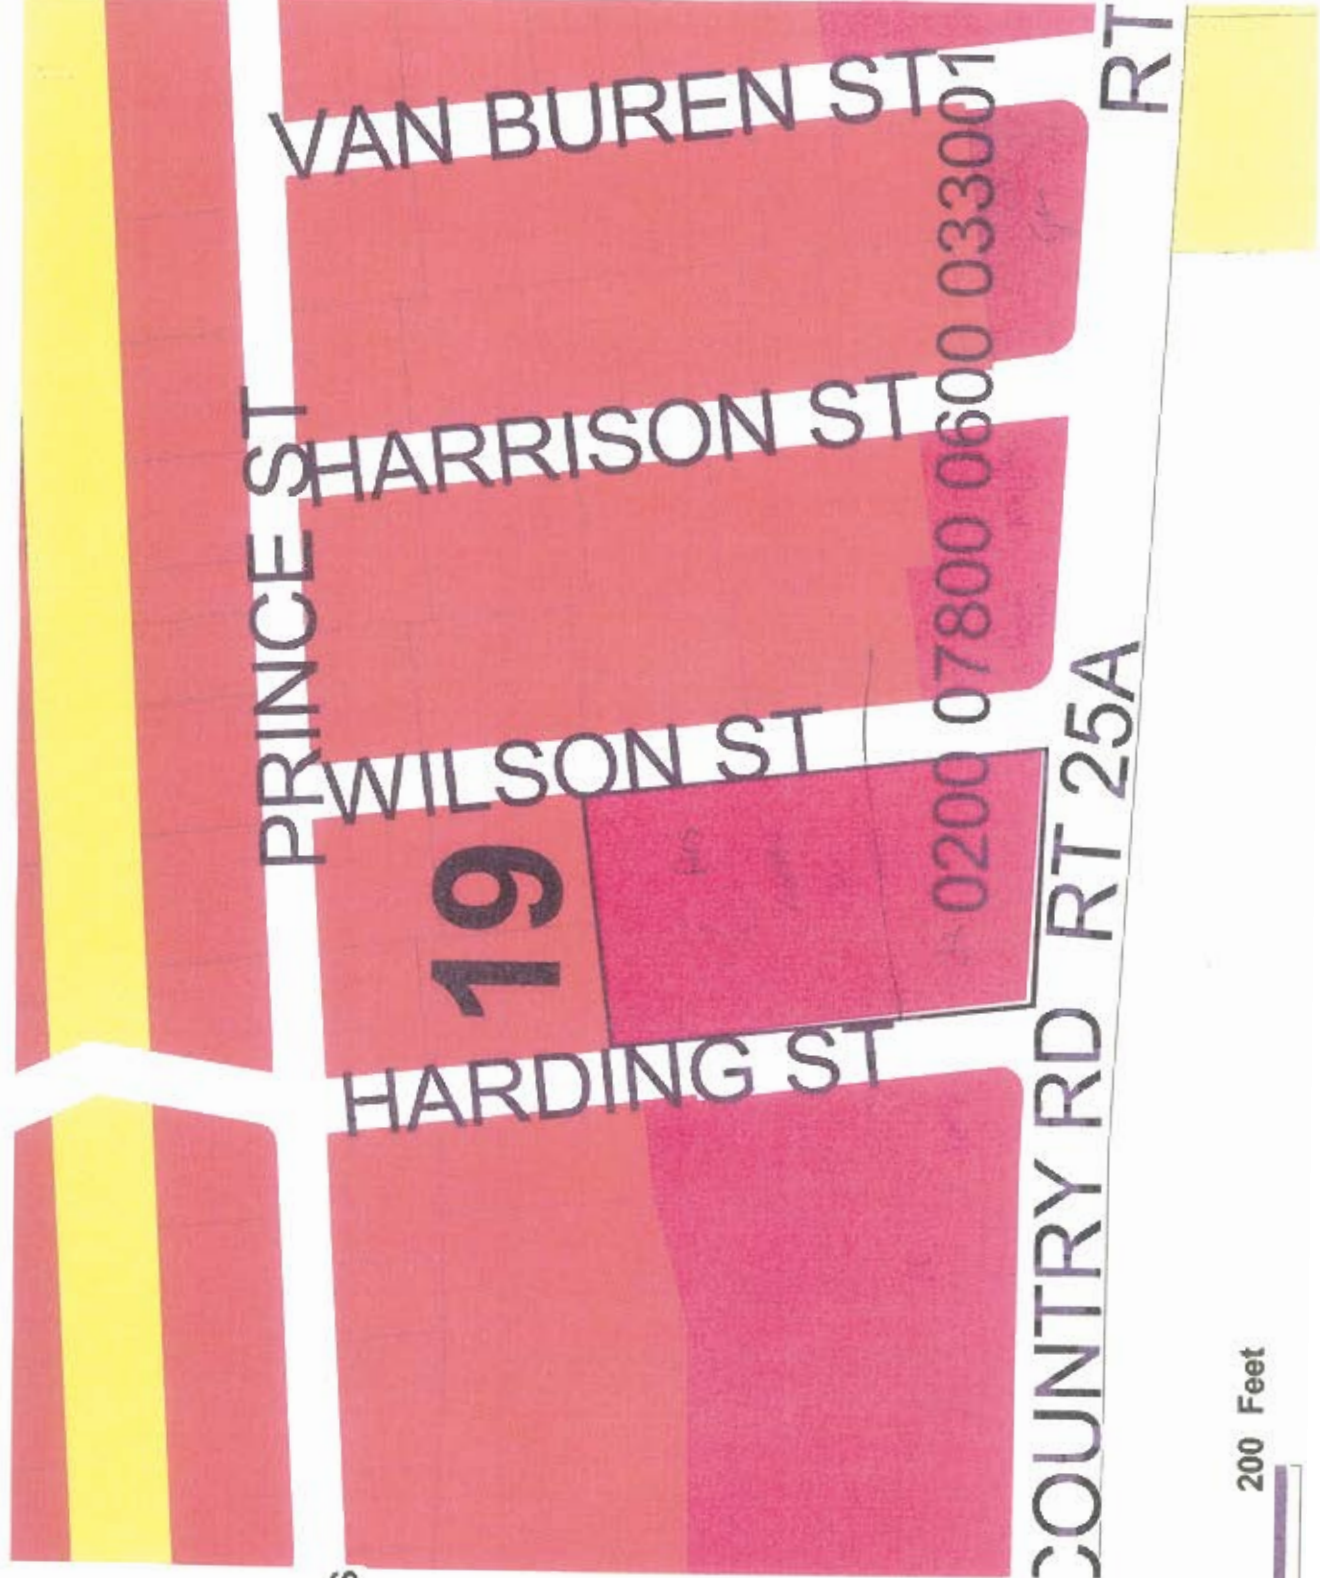 VAN BUREN ST
RT
HARRISON ST
PRINCE ST
WILSON ST
19
HARDING ST
0200 07800 0600 033001
COUNTRY RD RT 25A
200 Feet